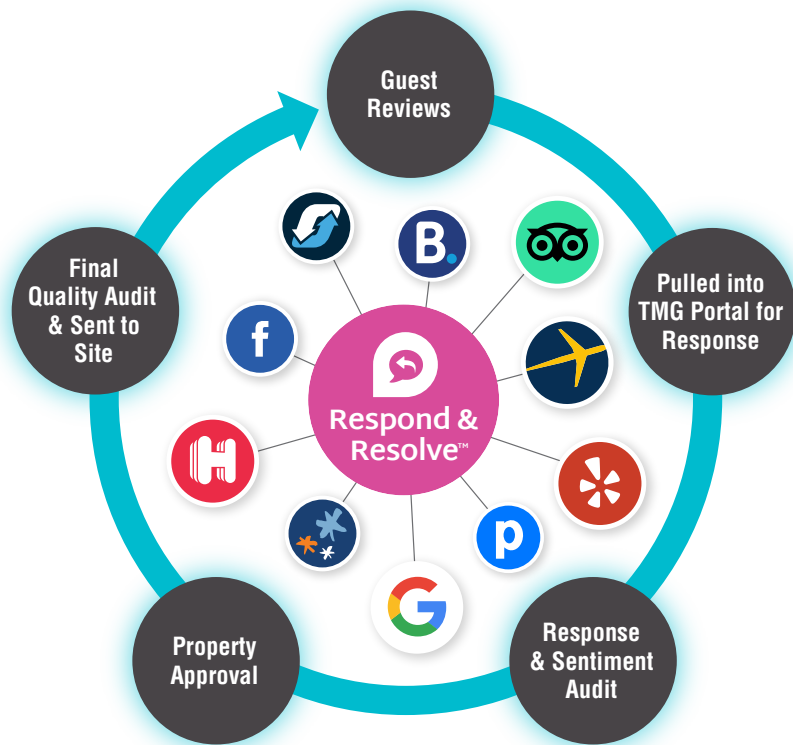 Guest
Reviews
Pulled into
TMG Portal for
Response
Response
& Sentiment
Audit
Property
Approval
Final
Quality Audit
& Sent to
Site
B.
f
H
p
G
Respond &
Resolve™